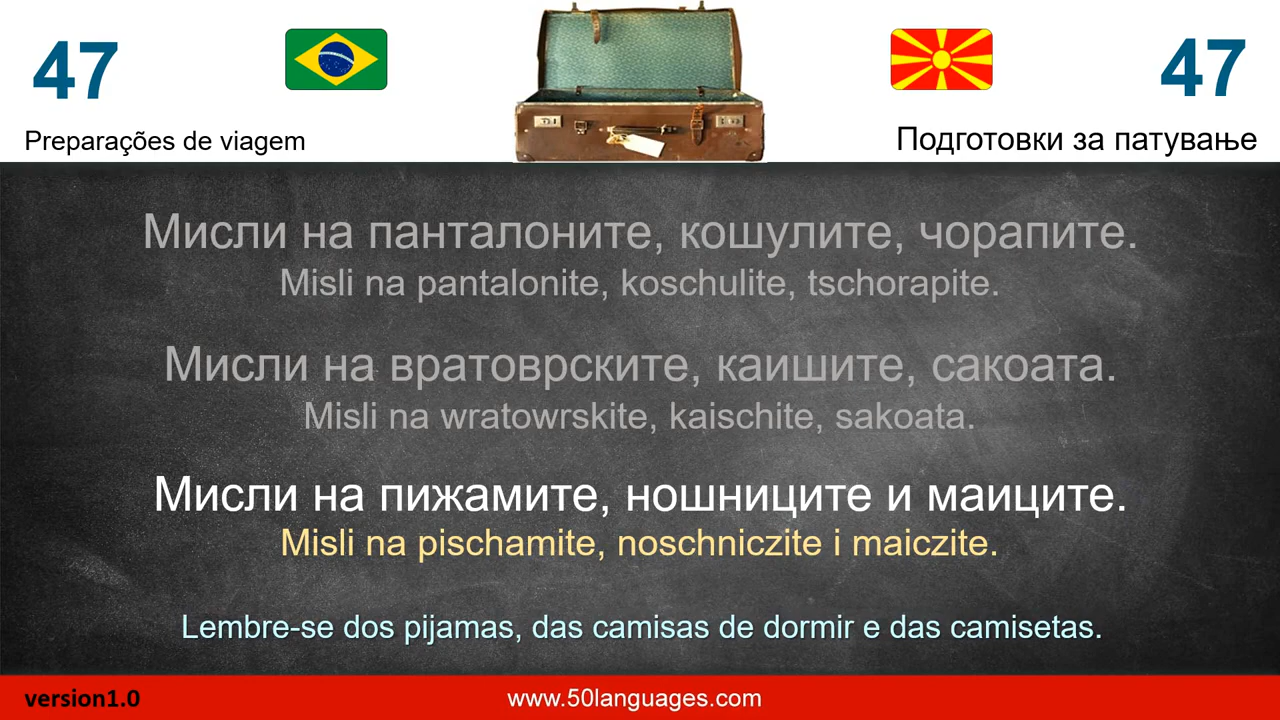 47
47
Preparações de viagem
Подготовки за патување
Мисли на панталоните, кошулите, чорапите.
Misli na pantalonite, koschulite, tschorapite.
Мисли на вратоврските, каишите, сакоата.
Misli na wratowrskite, kaischite, sakoata.
Мисли на пижамите, ношниците и маиците.
Misli na pischamite, noschniczite i maiczite.
Lembre-se dos pijamas, das camisas de dormir e das camisetas.
version1.0
www.50languages.com